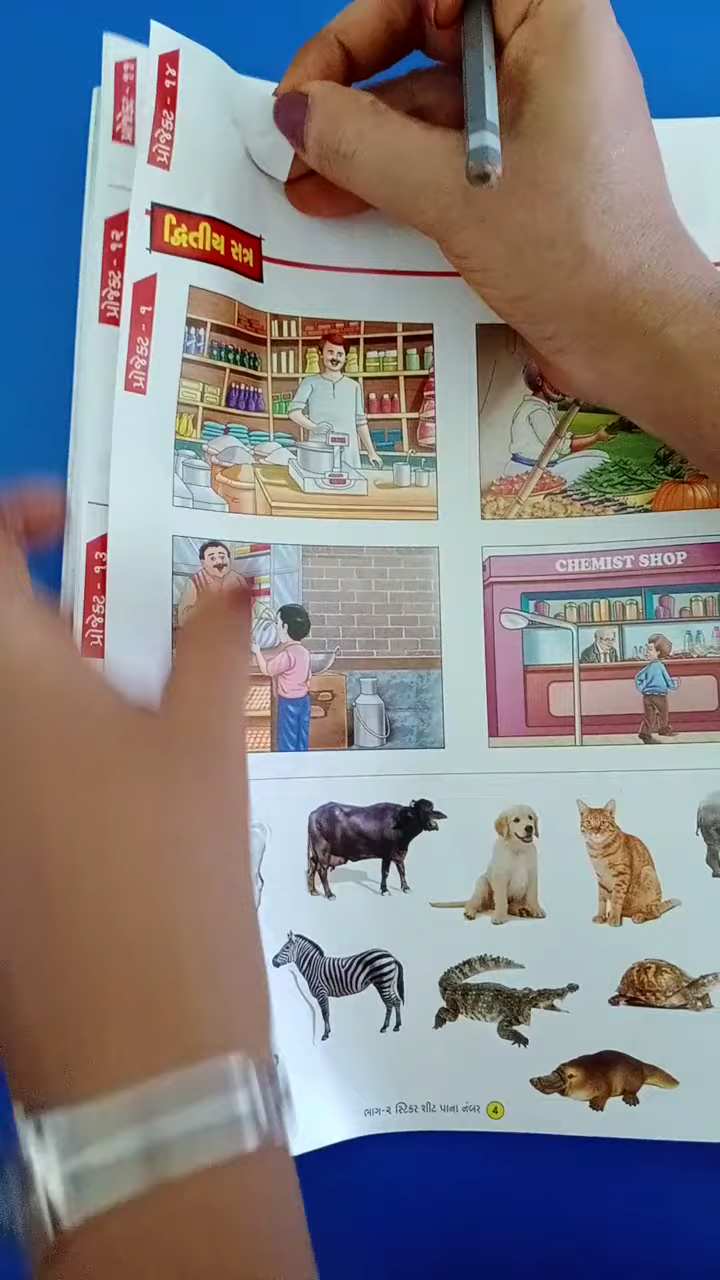 પ્રોજેક્ટ - ૧૪
પ્રોજેક્ટ - ૧૨
પ્રોજેક્ટ - ૧૩
દ્વિતીય સત્ર
પ્રોજેક્ટ - ૧
CHEMIST SHOP
ભાગ-૨ સ્ટિકર શીટ પાના નંબર 4